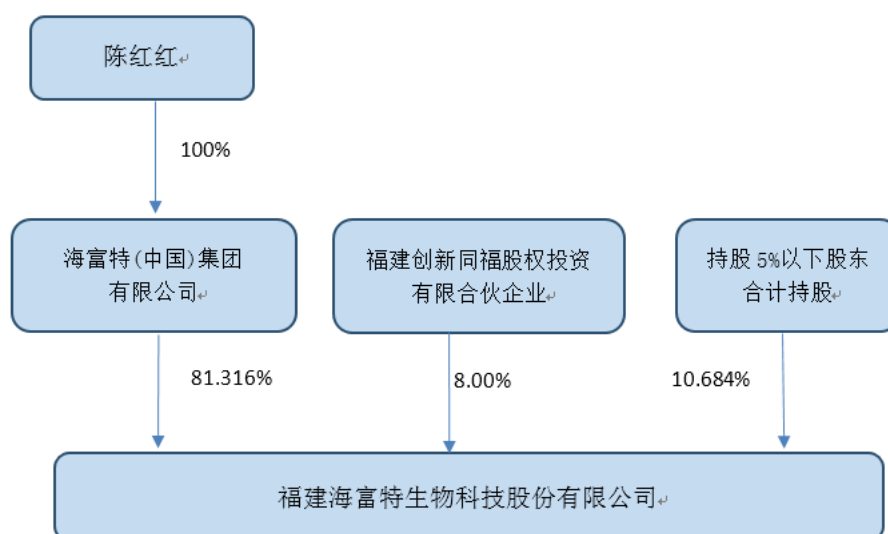 陈红红
100%
海富特(中国)集团
有限公司
福建创新同福股权投资
有限合伙企业
持股 5%以下股东
合计持股
81.316%
8.00%
10.684%
福建海富特生物科技股份有限公司